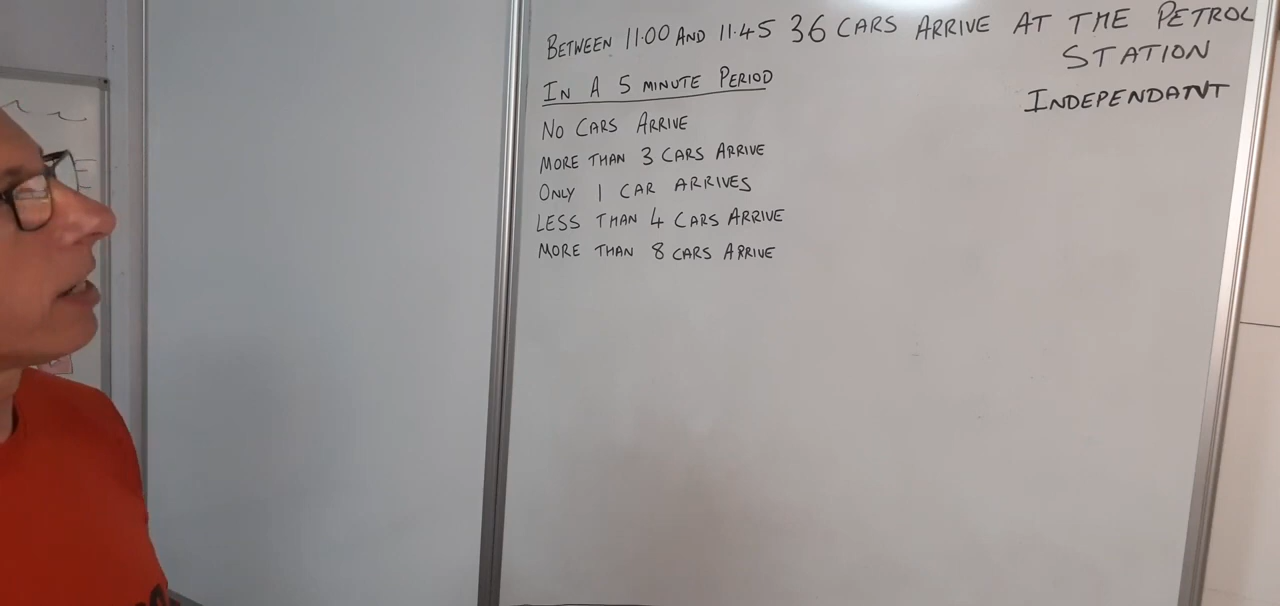 BETWEEN 11.00 AND 11.45 36 CARS ARRIVE AT THE PETROL
STATION
INDEPENDANT
IN A 5 MINUTE PERIOD
NO CARS ARRIVE
MORE THAN 3 CARS ARRIVE
ONLY 1 CAR ARRIVES
LESS THAN 4 CARS ARRIVE
MORE THAN 8 CARS ARRIVE